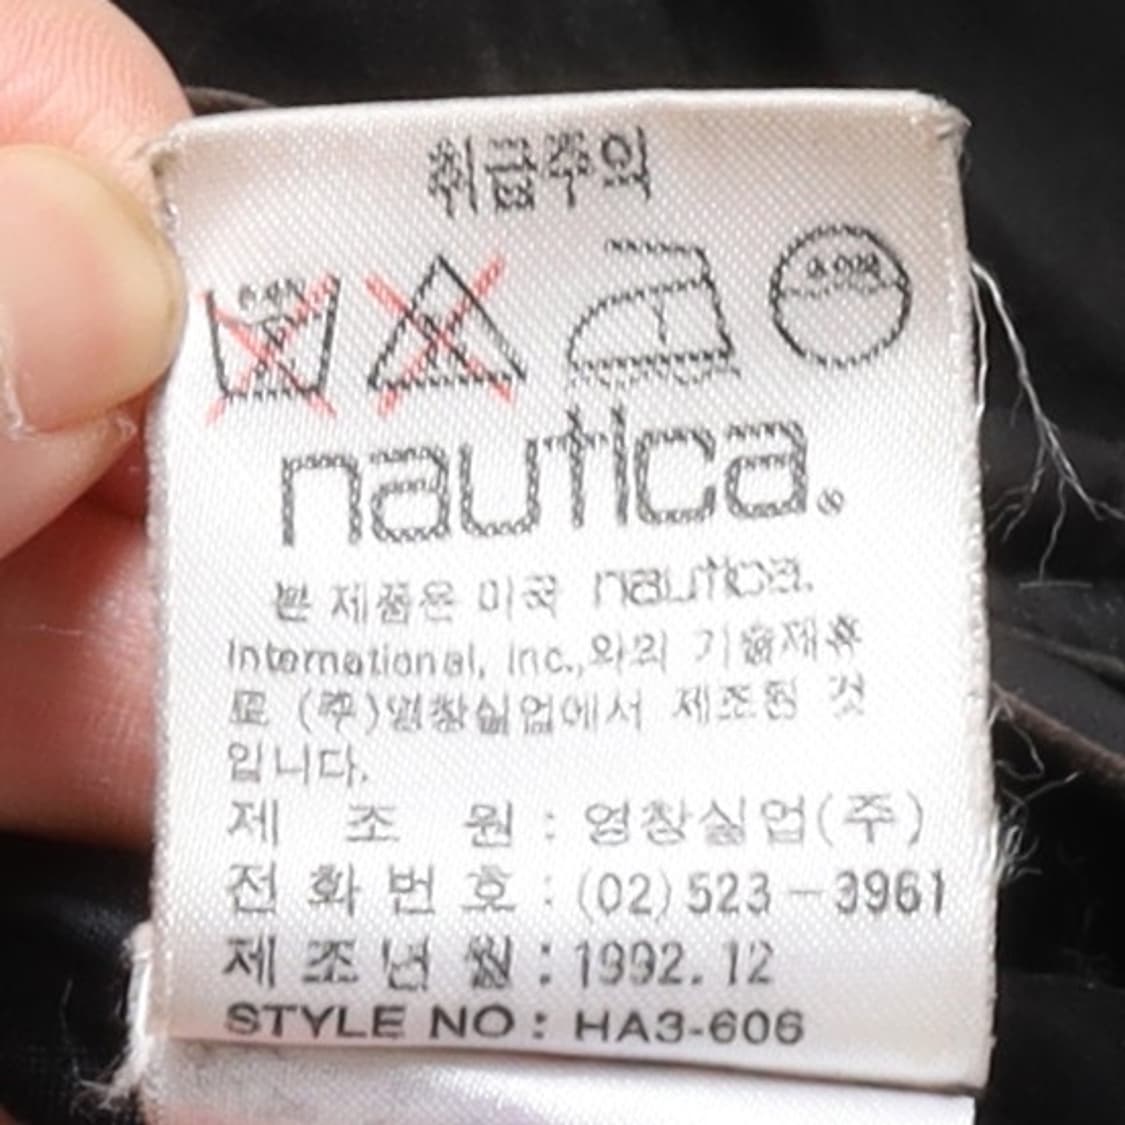 취급주의
nautica.®
본 제품은 미국 nautica.
International, Inc.,와의 기술제휴
로 (주)영창실업에서 제조된 것
입니다.
제 조 원 : 영창실업(주)
전 화 번 호 : (02)523-3961
제 조 년 월 : 1992.12
STYLE NO : HA3-606